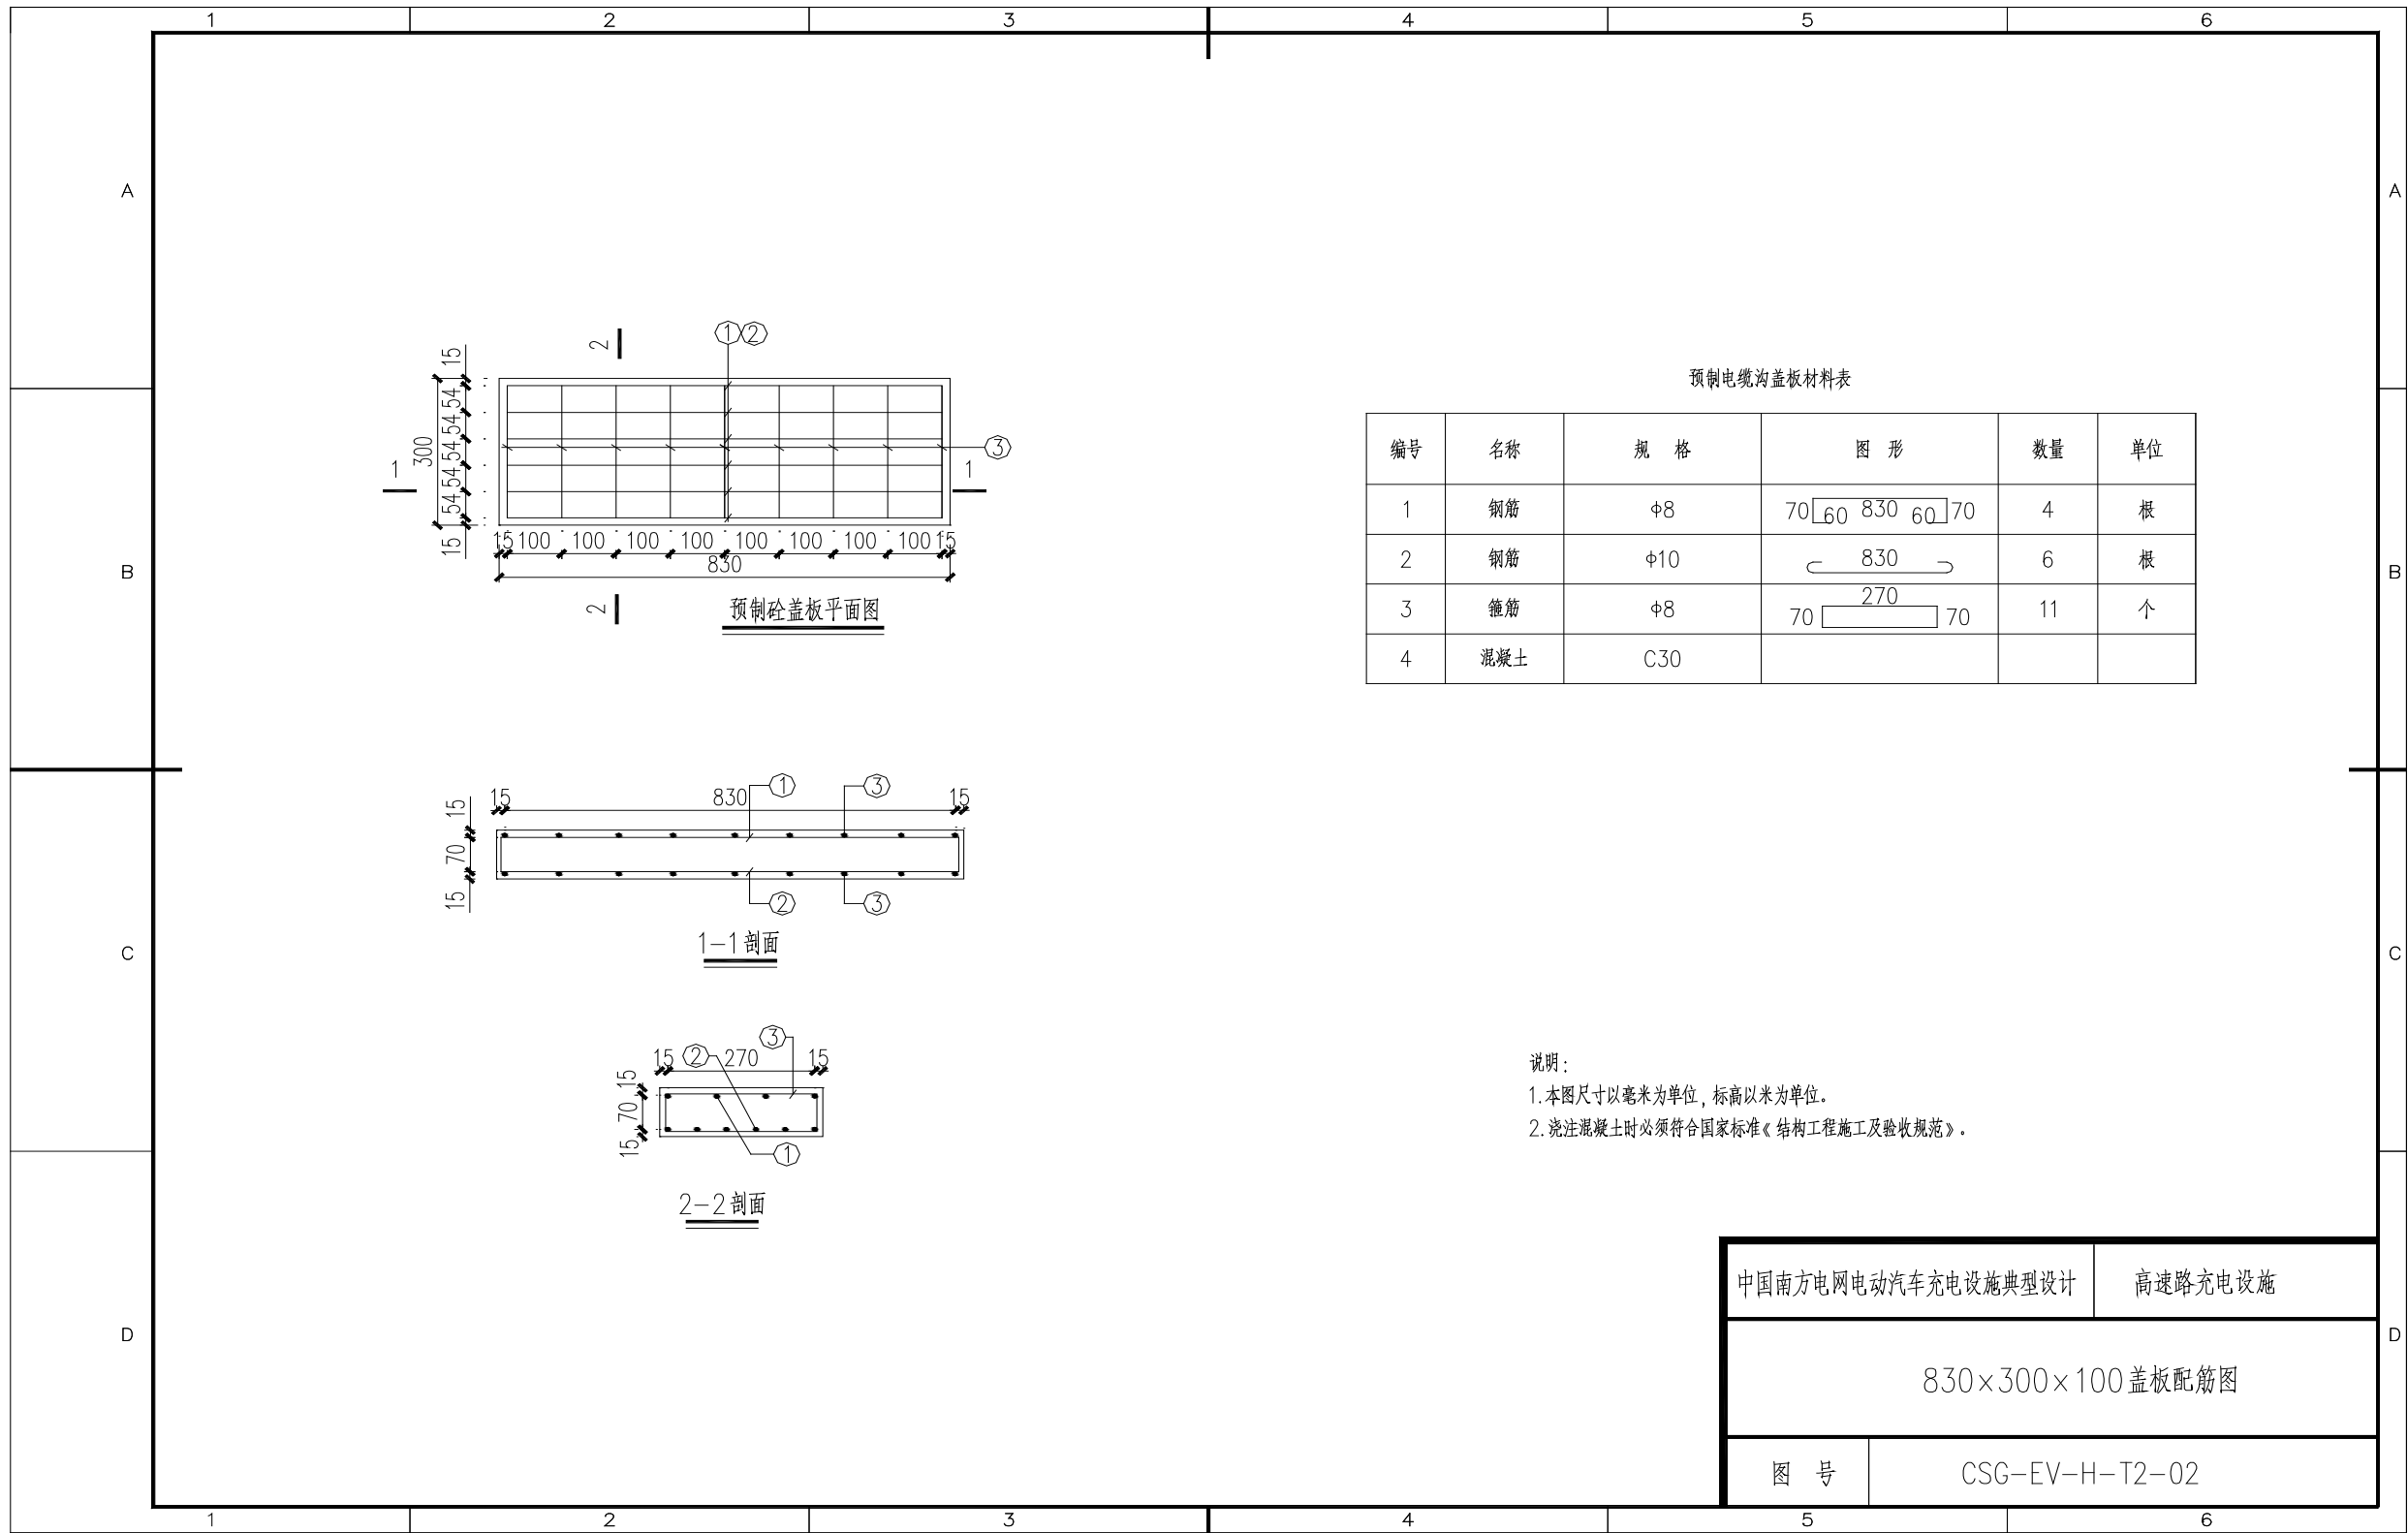 1 2 3 4 5 6
A A
B B
C C
D D
1 2 3 4 5 6
2
① ②
15
54
54
54
54
54
15
300
③
1 1
15 100 100 100 100 100 100 100 100 15
830
2
预制砼盖板平面图
15 830 15
① ③
15
70
15
② ③
1-1剖面
③
15 ② 270 15
15
70
15
①
2-2剖面
预制电缆沟盖板材料表
编号 名称 规 格 图 形 数量 单位
1 钢筋 ϕ8 70 60 830 60 70 4 根
2 钢筋 ϕ10 830 6 根
3 箍筋 ϕ8 70 270 70 11 个
4 混凝土 C30
说明:
1.本图尺寸以毫米为单位,标高以米为单位。
2.浇注混凝土时必须符合国家标准《结构工程施工及验收规范》。
中国南方电网电动汽车充电设施典型设计 高速路充电设施
830×300×100盖板配筋图
图 号 CSG-EV-H-T2-02